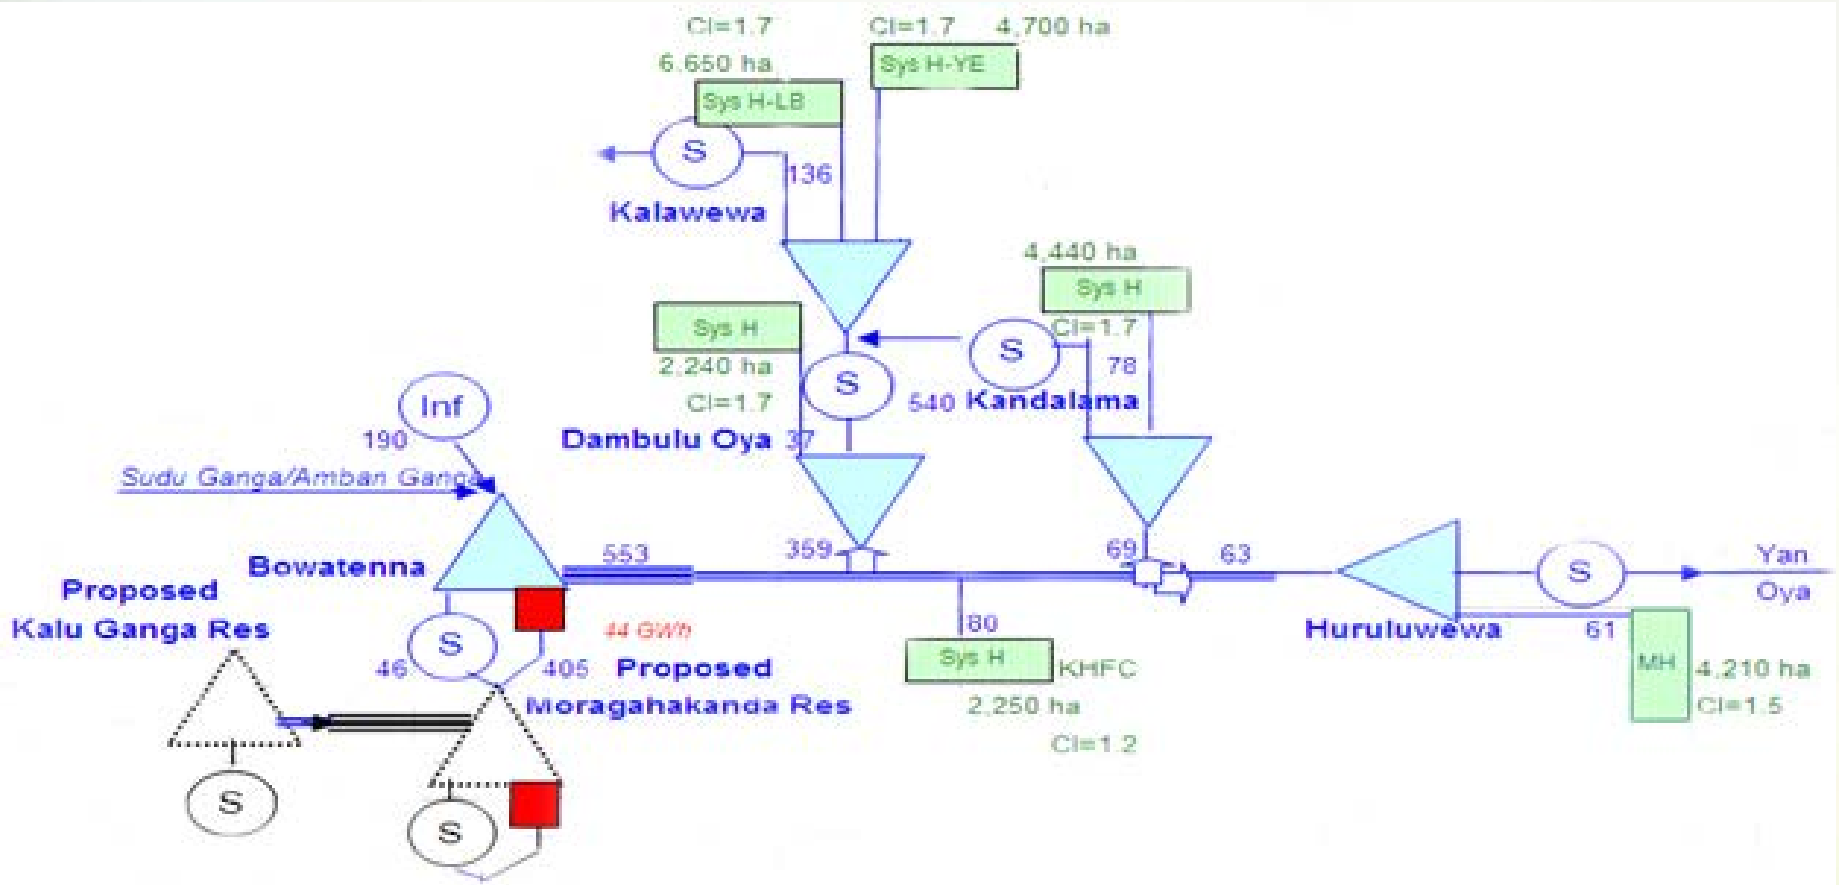 CI=1.7
CI=1.7 4,700 ha
6.650 ha
Sys H-YE
Sys H-LB
S
136
Kalawewa
4,440 ha
Sys H
CI=1.7
Sys H
2,240 ha
CI=1.7
S
S
78
540 Kandalama
Inf
190
Dambulu Oya 37
Sudu Ganga/Amban Ganga
Bowatenna
553
359
69
63
S
Yan
Oya
Proposed
Kalu Ganga Res
44 GWh
S
46
405
Proposed
Moragahakanda Res
80
Sys H
KHFC
2,250 ha
CI=1.2
Huruluwewa
61
MH
4,210 ha
CI=1.5
S
S